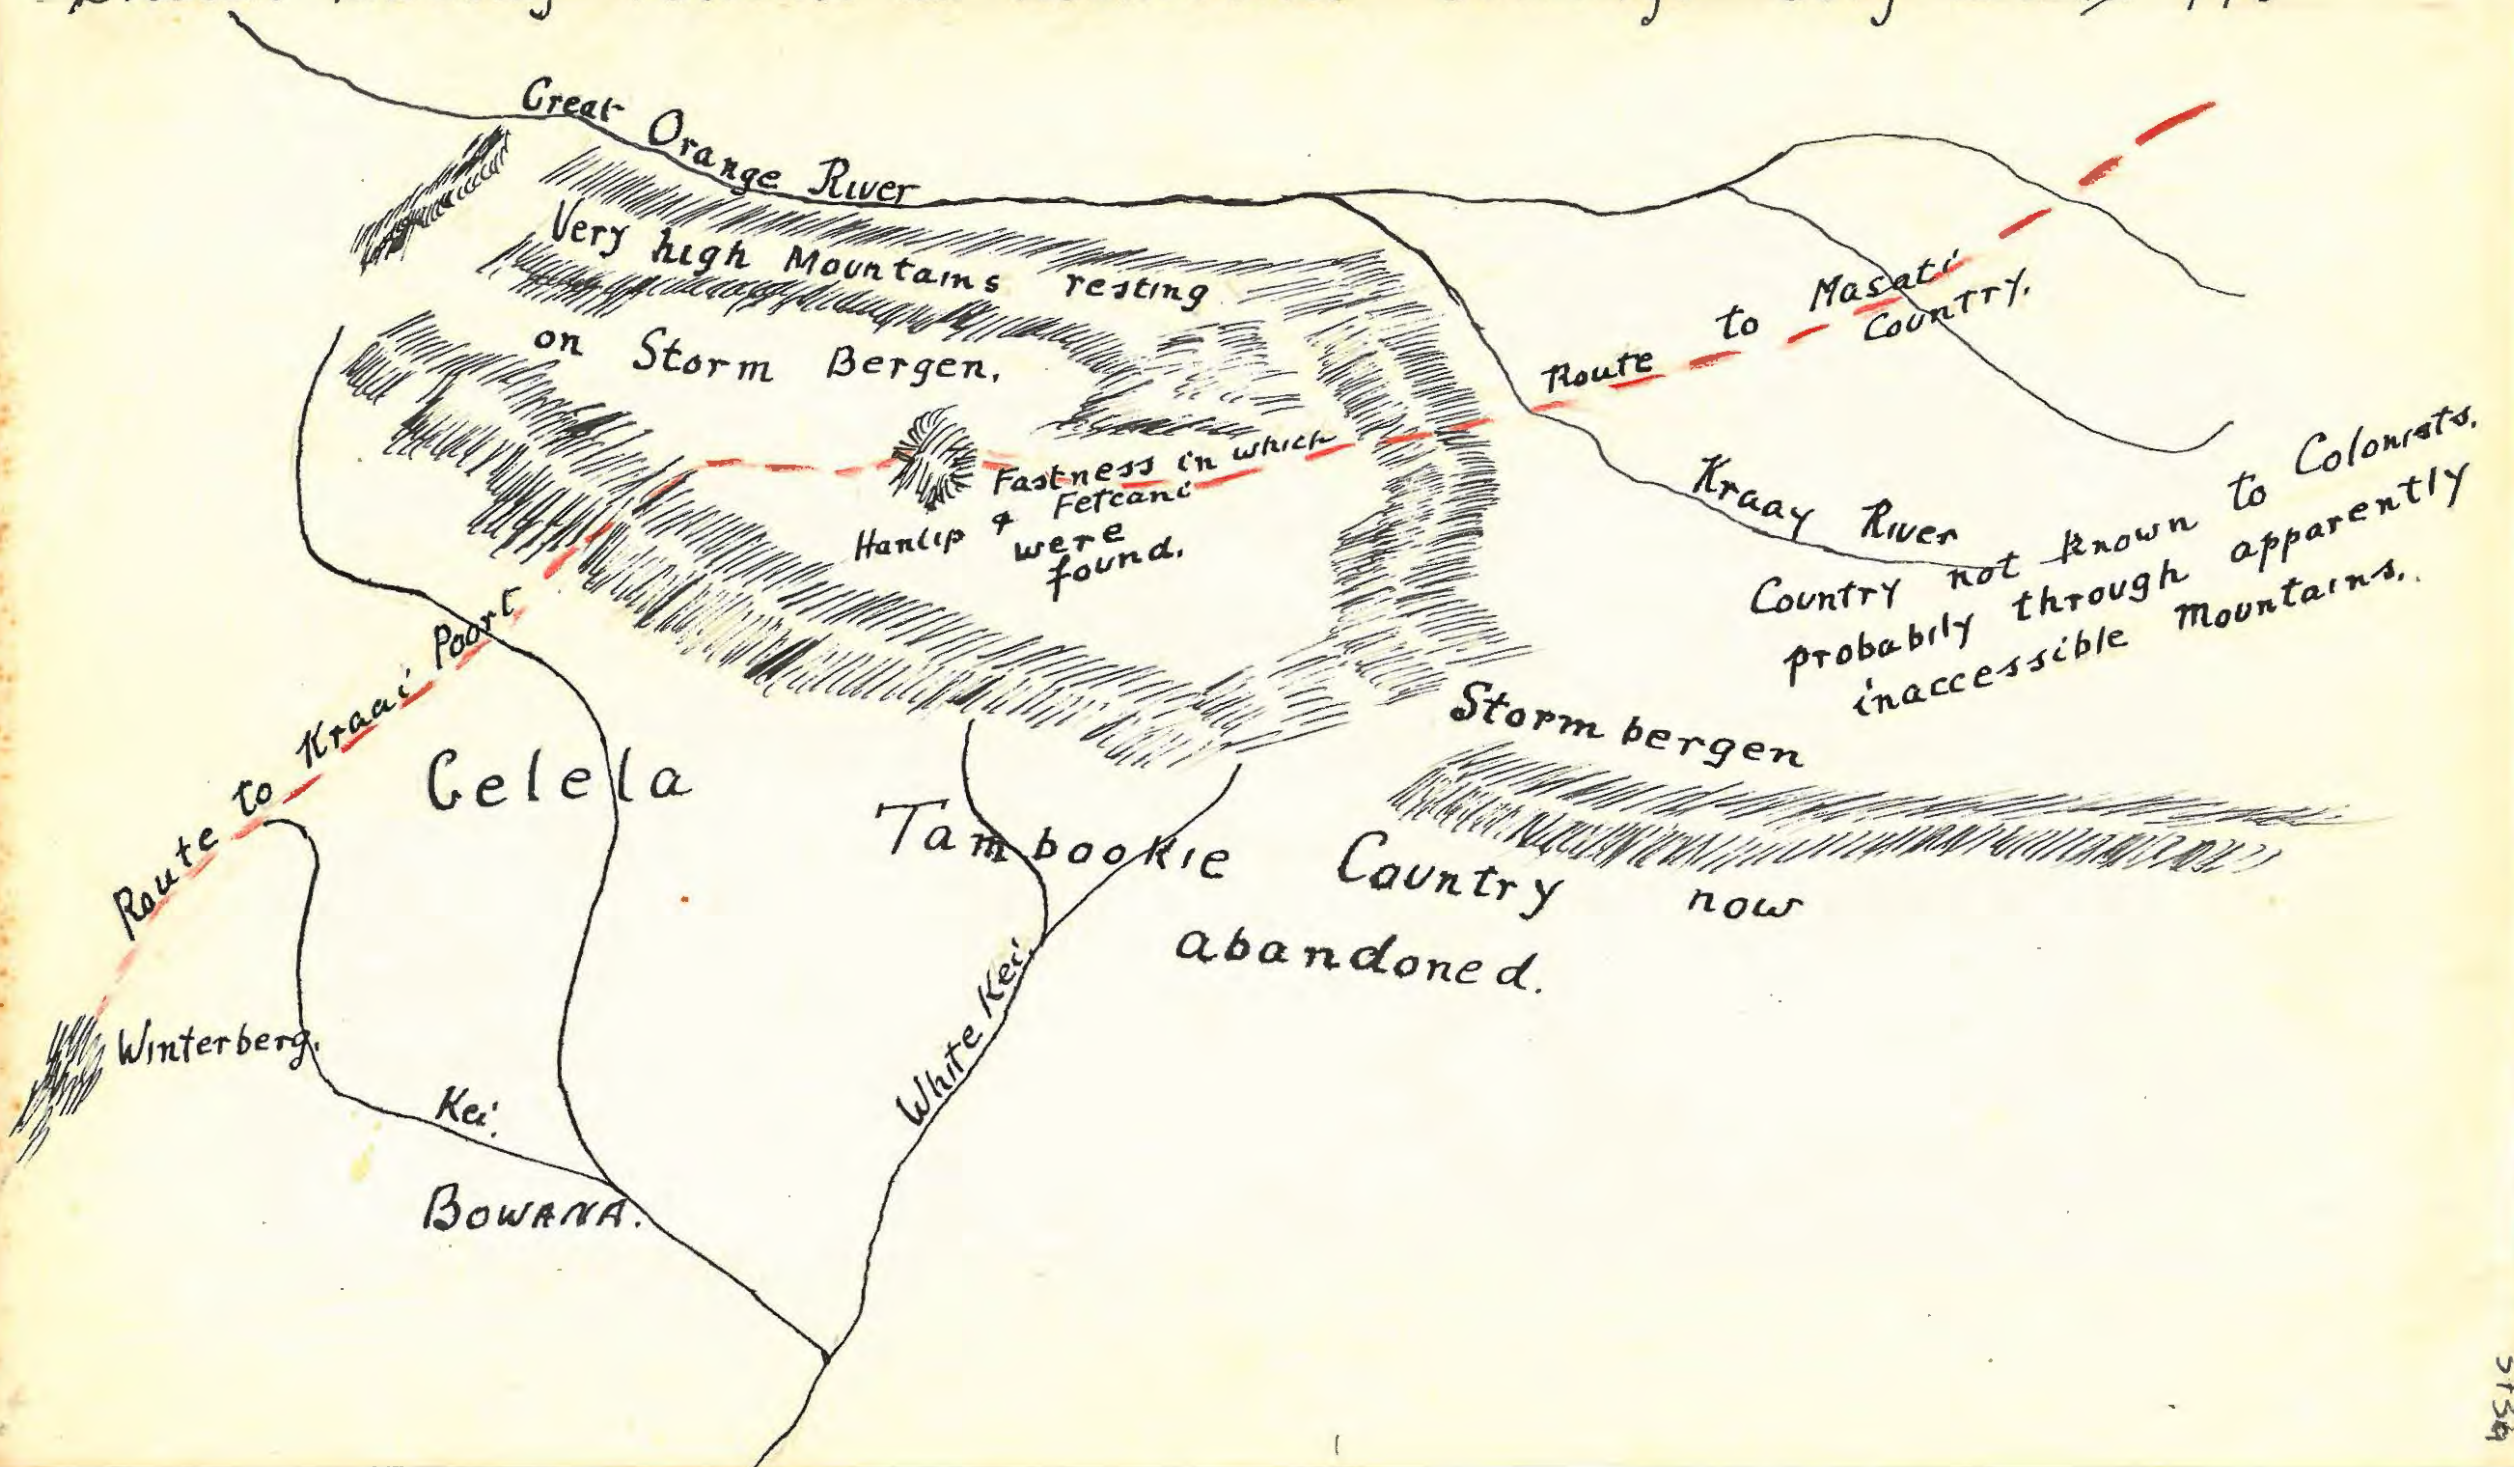 Great Orange River
Very high Mountains resting
on Storm Bergen.
Route to Masati
Country.
Fastness in which
Hanlip & Fetcani
were
found.
Kraay River
Country not known to Colonists.
probabily through apparently
inaccessible Mountains.
Route to Kraai Poort
Storm bergen
Galela
Tambookie Country now
abandoned.
White Kei.
Winterberg.
Kei.
BOWANA.